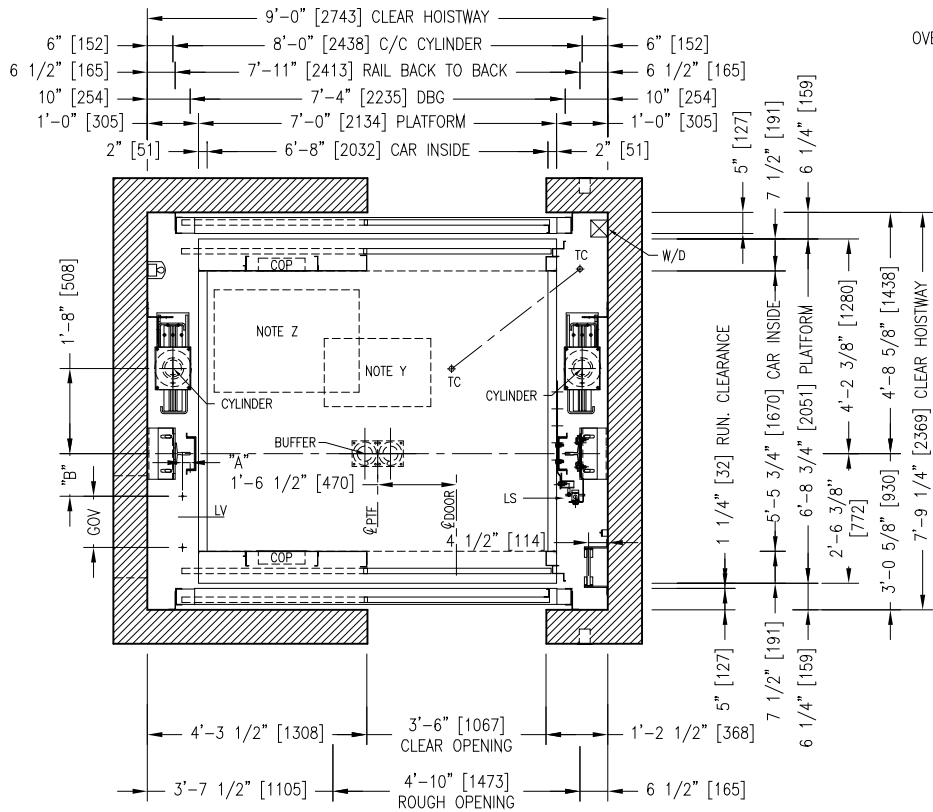 9'-0" [2743] CLEAR HOISTWAY
OVE
6" [152] 8'-0" [2438] C/C CYLINDER 6" [152]
6 1/2" [165] 7'-11" [2413] RAIL BACK TO BACK 6 1/2" [165]
10" [254] 7'-4" [2235] DBG 10" [254]
1'-0" [305] 7'-0" [2134] PLATFORM 1'-0" [305]
2" [51] 6'-8" [2032] CAR INSIDE 2" [51]
5" [127]
7 1/2" [191]
6 1/4" [159]
W/D
COP
TC
NOTE Z
NOTE Y
TC
1'-8" [508]
CYLINDER
CYLINDER
BUFFER
"A"
"B"
1'-6 1/2" [470]
GOV
LV
℄PTF
℄DOOR
LS
4 1/2" [114]
COP
1 1/4" [32] RUN. CLEARANCE
5'-5 3/4" [1670] CAR INSIDE
6'-8 3/4" [2051] PLATFORM
4'-2 3/8" [1280]
2'-6 3/8"
[772]
4'-8 5/8" [1438]
3'-0 5/8" [930]
7'-9 1/4" [2369] CLEAR HOISTWAY
5" [127]
7 1/2" [191]
6 1/4" [159]
4'-3 1/2" [1308] 3'-6" [1067] 1'-2 1/2" [368]
CLEAR OPENING
3'-7 1/2" [1105] 4'-10" [1473] 6 1/2" [165]
ROUGH OPENING